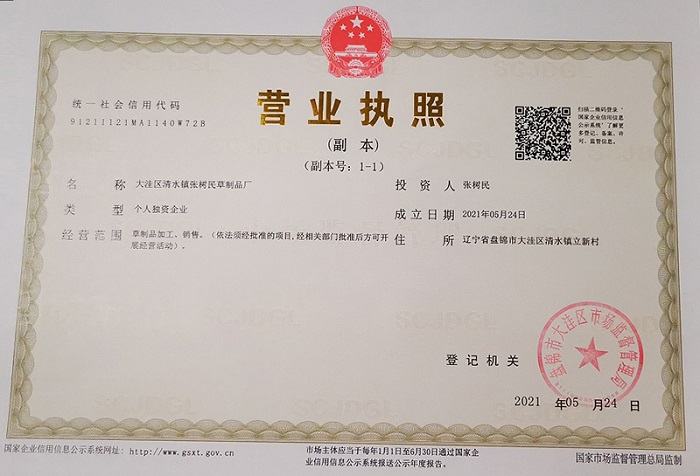 统一社会信用代码
91211121MA1140W72B
营业执照
(副 本)
(副本号: 1-1)
扫描二维码登录‘
国家企业信用信息
公示系统’了解更
多登记、备案、许
可、监管信息。
名 称 大洼区清水镇张树民草制品厂
类 型 个人独资企业
经营范围 草制品加工、销售。(依法须经批准的项目,经相关部门批准后方可开
展经营活动)。
投 资 人 张树民
成立日期 2021年05月24日
住 所 辽宁省盘锦市大洼区清水镇立新村
登记机关
盘锦市大洼区市场监督管理局
2021 年05 月24 日
国家企业信用信息公示系统网址: http://www.gsxt.gov.cn
市场主体应当于每年1月1日至6月30日通过国家企
业信用信息公示系统报送公示年度报告。
国家市场监督管理总局监制